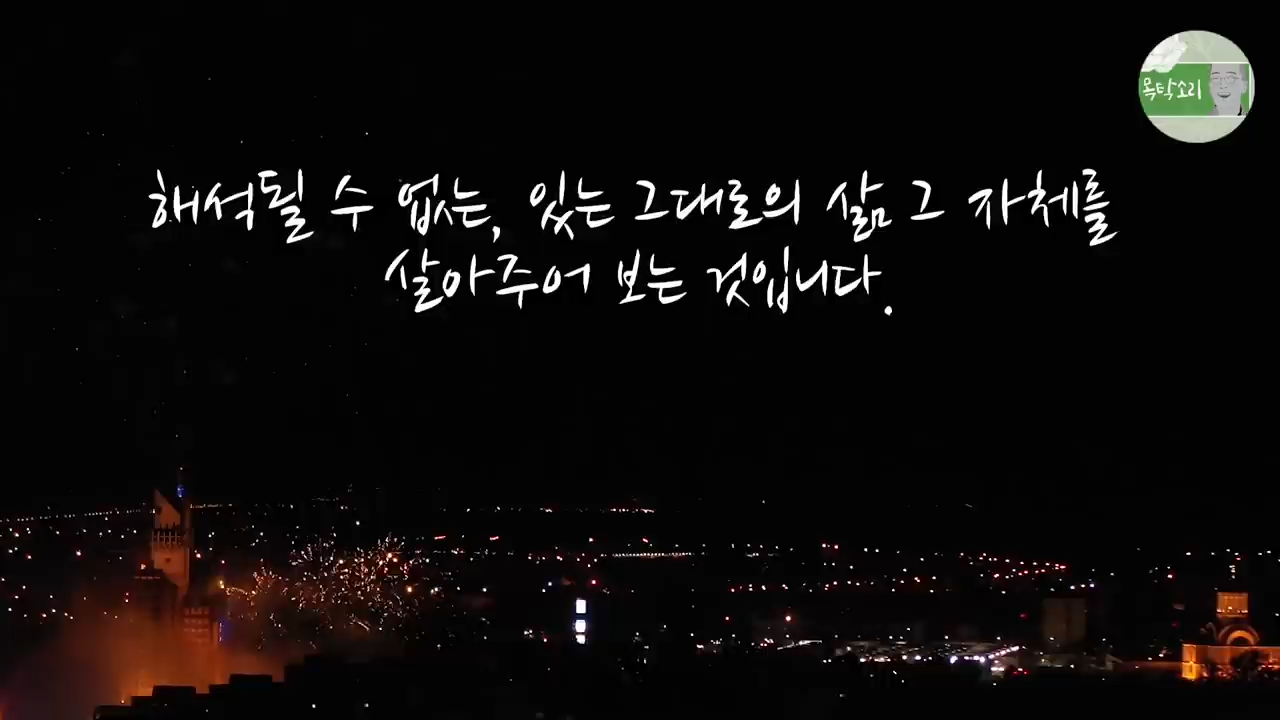 목탁소리
해석될 수 없는, 있는 그대로의 삶 그 자체를
살아주어 보는 것입니다.